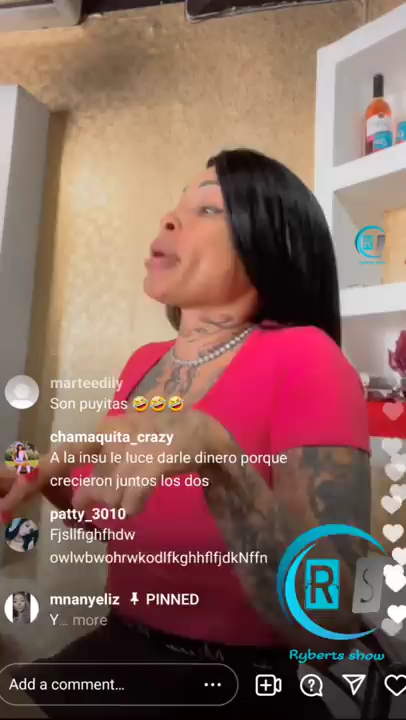 marteedily
Son puyitas 🤣🤣🤣
chamaquita_crazy
A la insu le luce darle dinero porque
crecieron juntos los dos
patty_3010
Fjsllfighfhdw
owlwbwohrwkodlfkghhflfjdkNffn
mnanyeliz 📌 PINNED
Y... more
R S
Ryberts show
Add a comment...